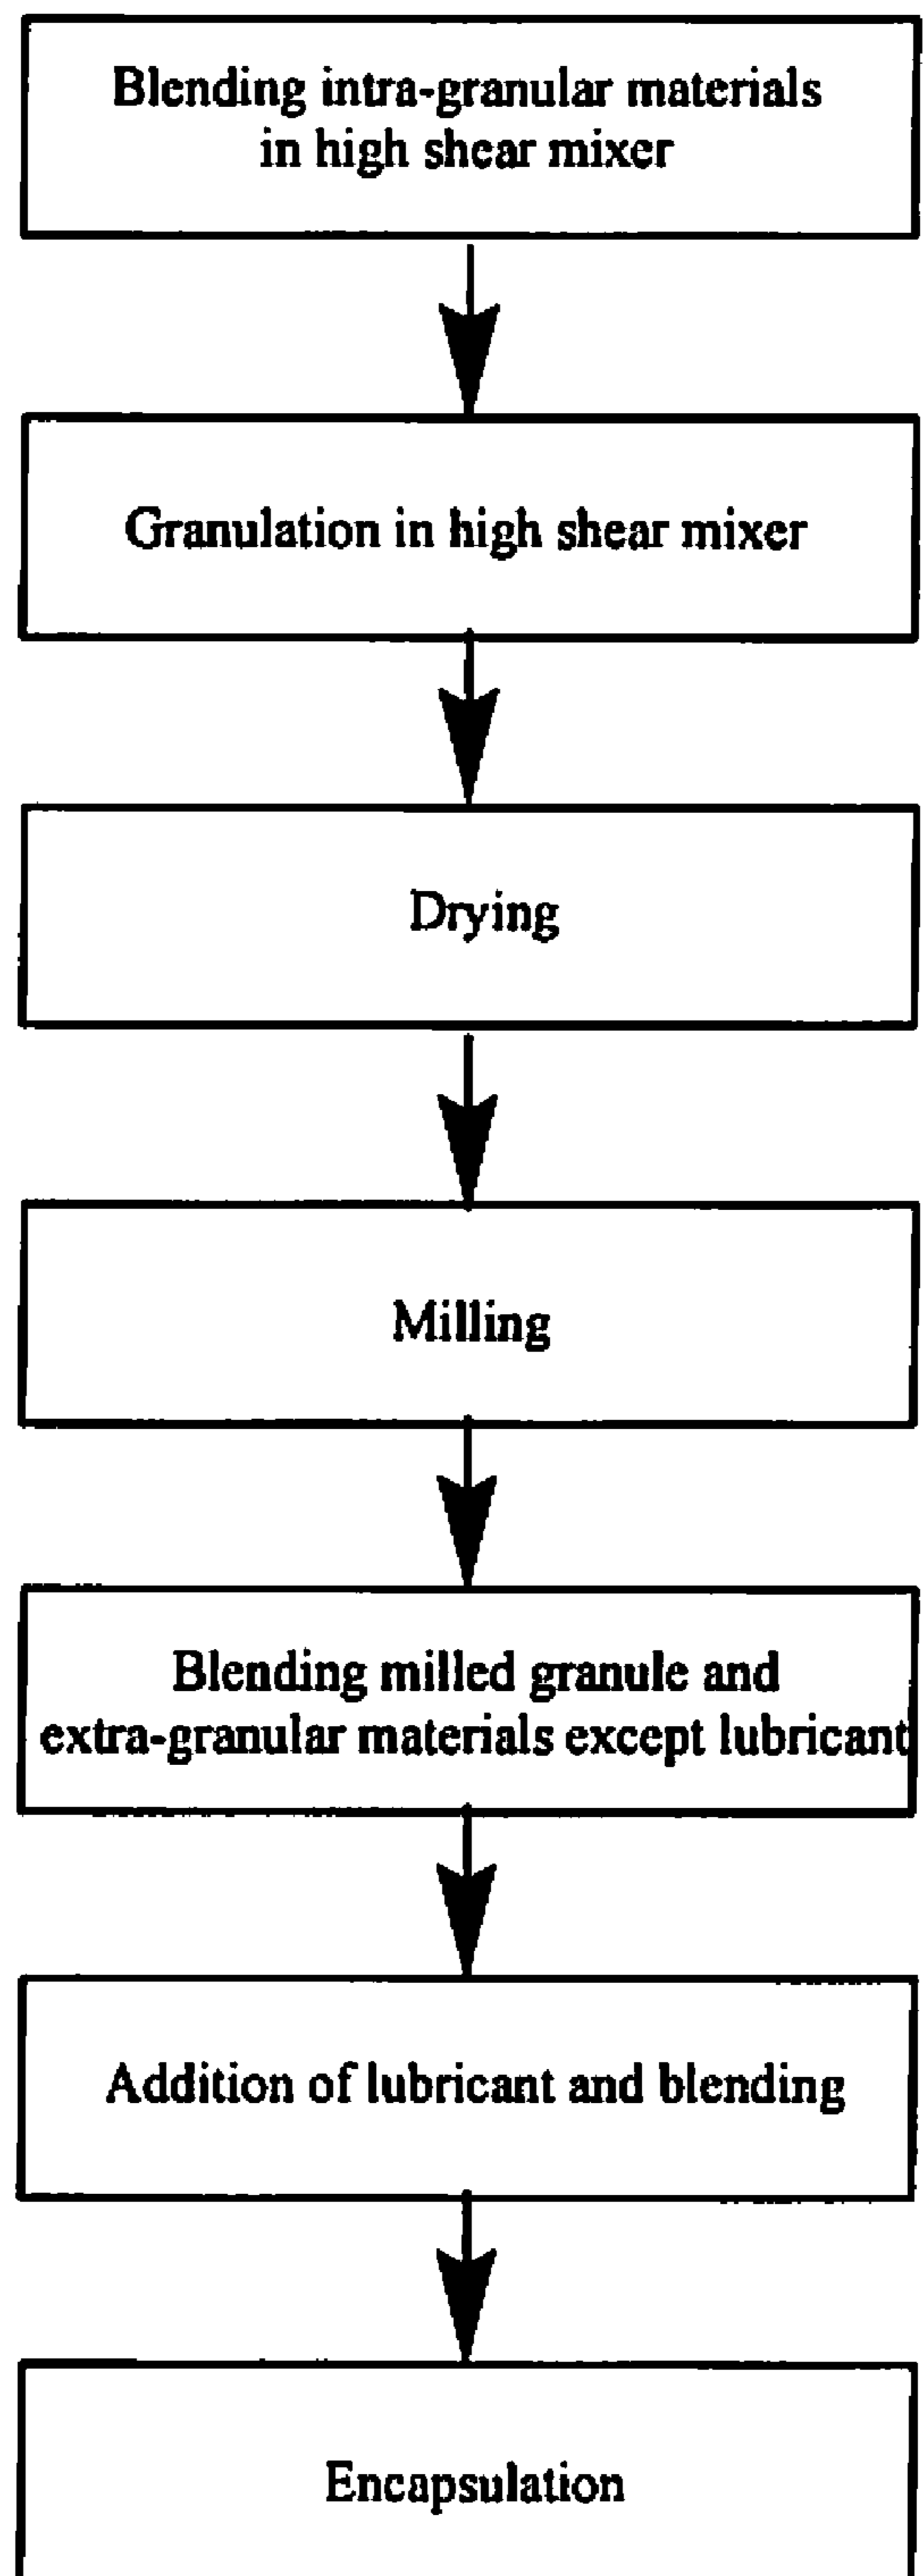 Blending intra-granular materials
in high shear mixer
Granulation in high shear mixer
Drying
Milling
Blending milled granule and
extra-granular materials except lubricant
Addition of lubricant and blending
Encapsulation